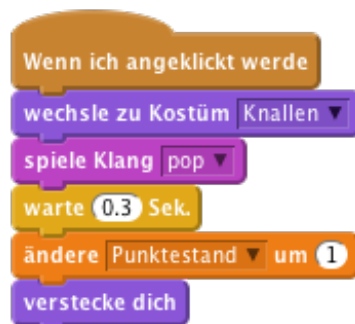 Wenn ich angeklickt werde
wechsle zu Kostüm Knallen
spiele Klang pop
warte 0.3 Sek.
ändere Punktestand um 1
verstecke dich